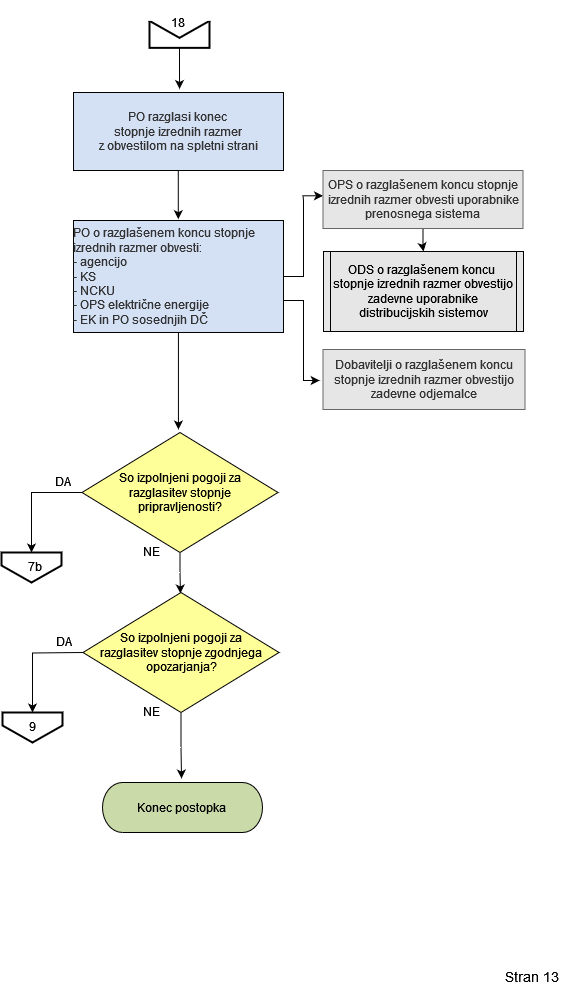 18
PO razglasi konec
stopnje izrednih razmer
z obvestilom na spletni strani
PO o razglašenem koncu stopnje
izrednih razmer obvesti:
- agencijo
- KS
- NCKU
- OPS električne energije
- EK in PO sosednjih DČ
OPS o razglašenem koncu stopnje
izrednih razmer obvesti uporabnike
prenosnega sistema
ODS o razglašenem koncu
stopnje izrednih razmer obvestijo
zadevne uporabnike
distribucijskih sistemov
Dobavitelji o razglašenem koncu
stopnje izrednih razmer obvestijo
zadevne odjemalce
So izpolnjeni pogoji za
razglasitev stopnje
pripravljenosti?
DA
7b
NE
So izpolnjeni pogoji za
razglasitev stopnje zgodnjega
opozarjanja?
DA
9
NE
Konec postopka
Stran 13